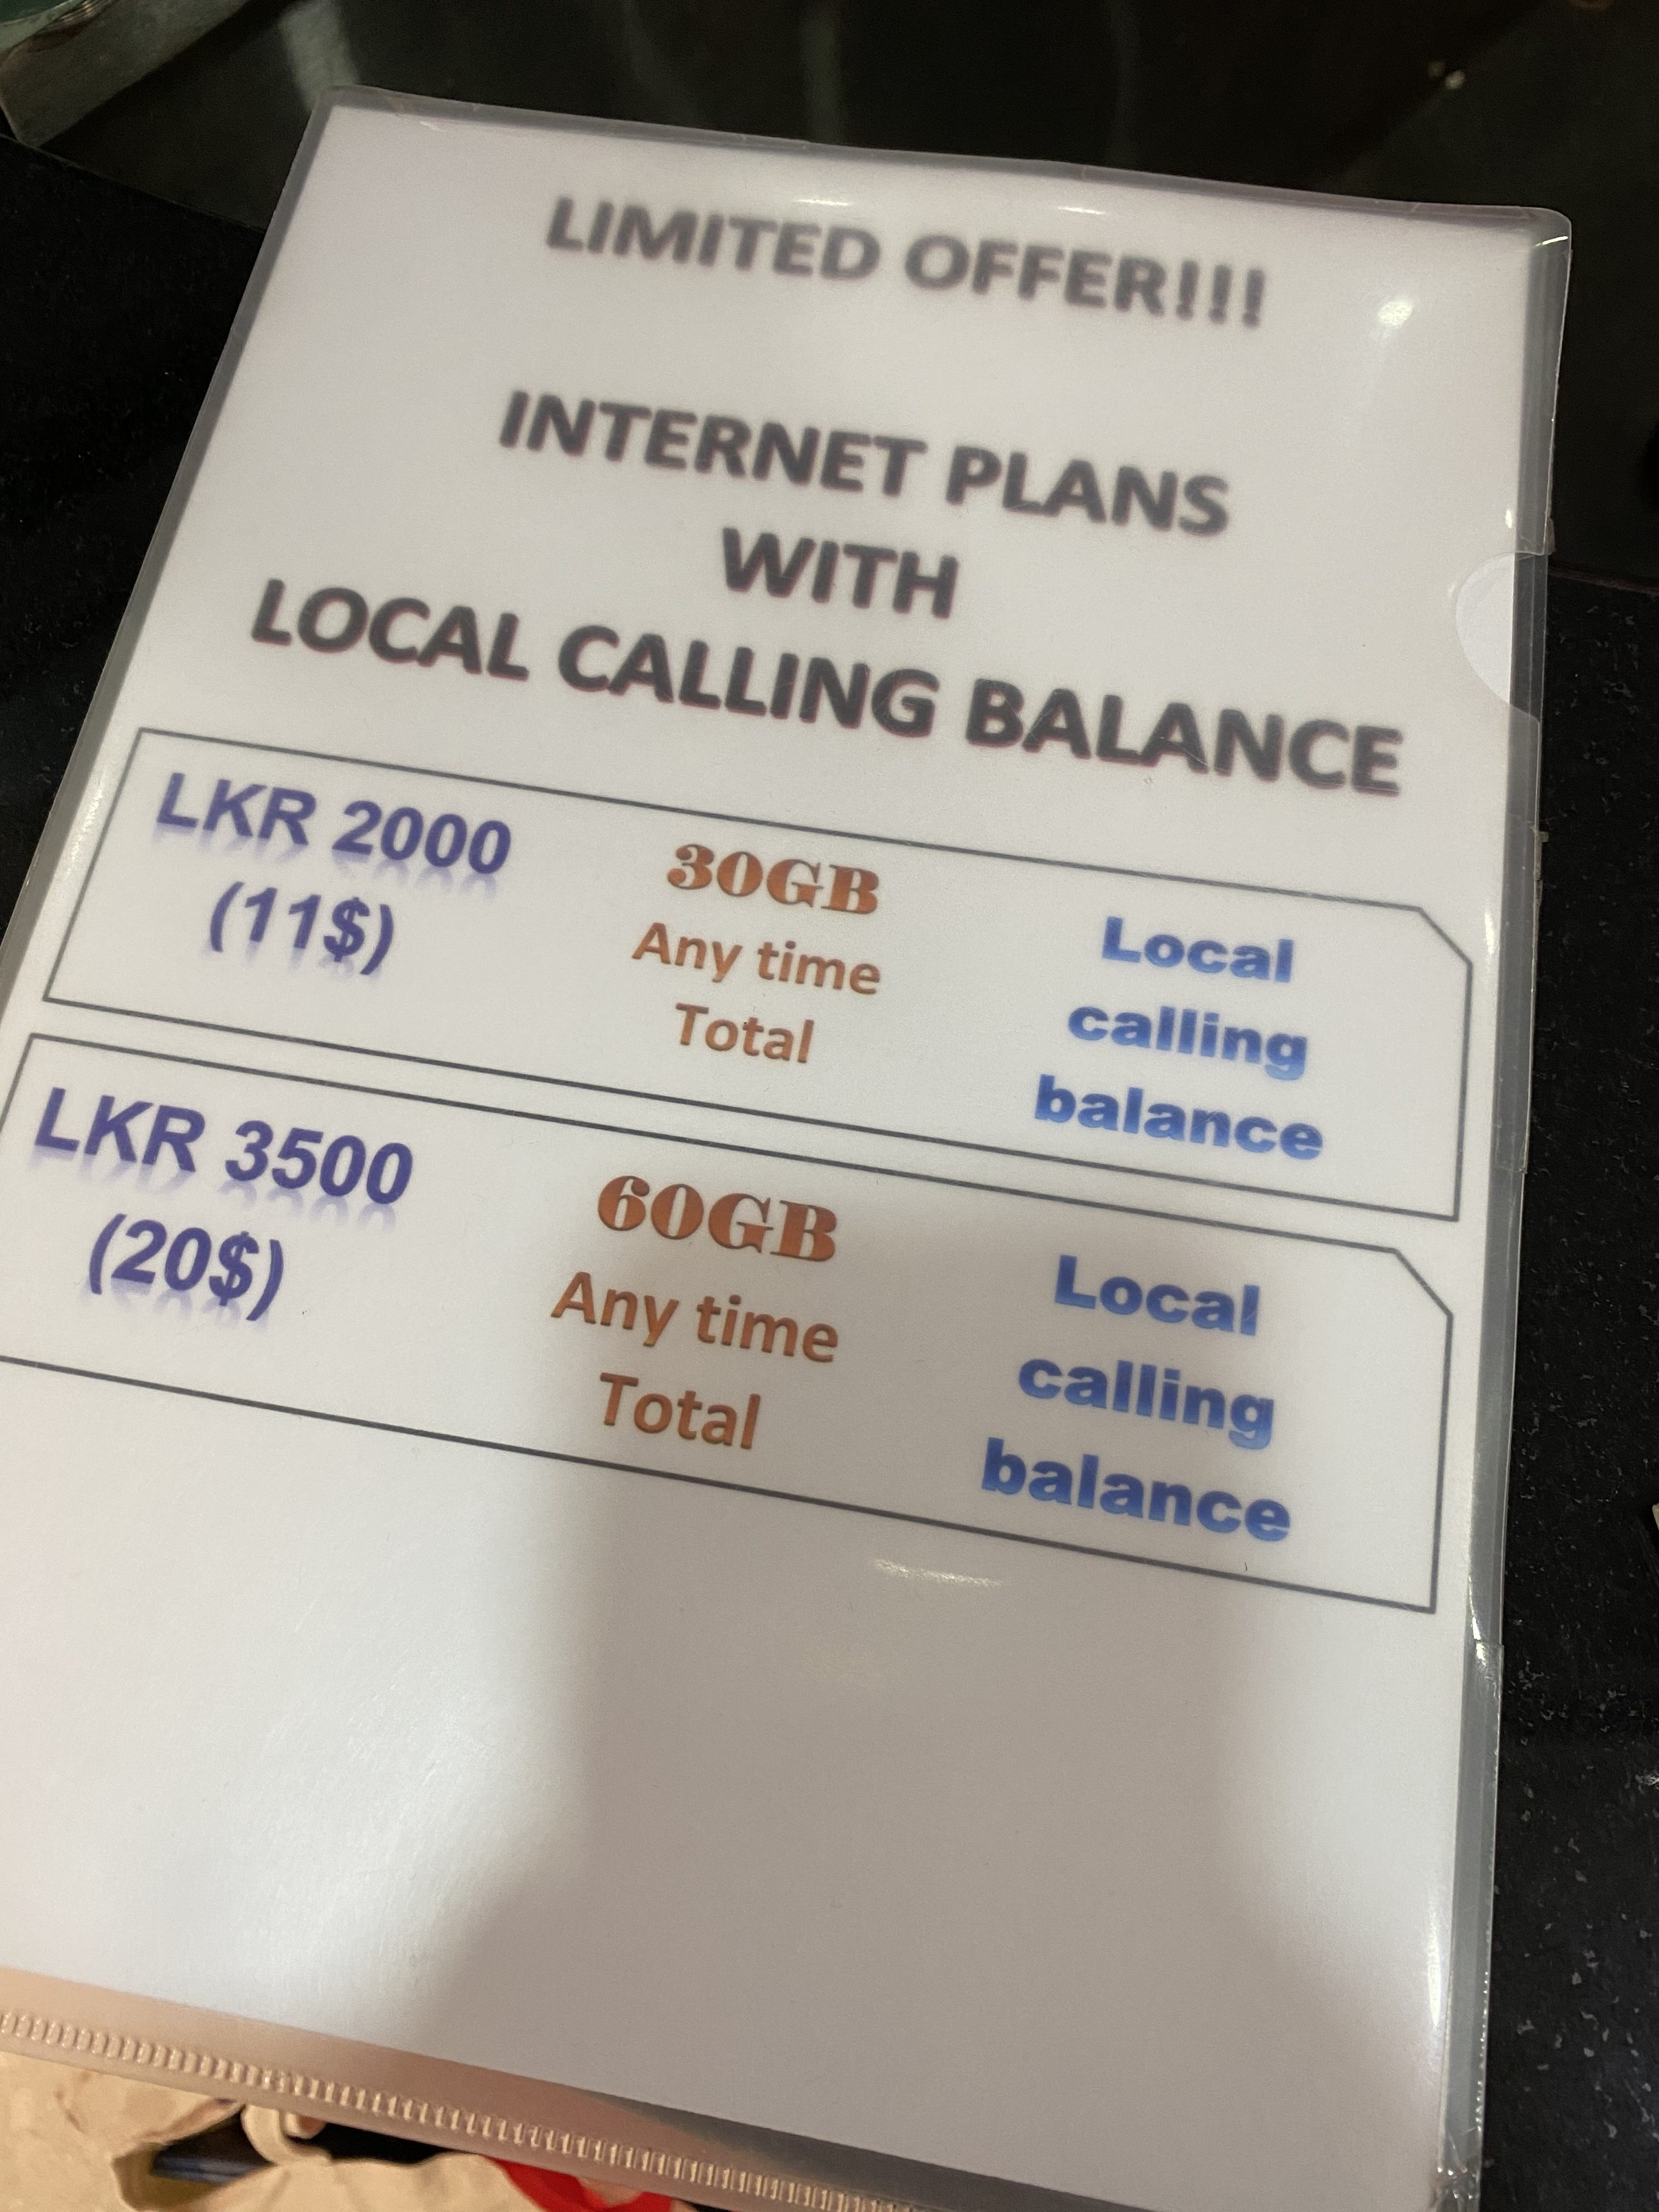 LIMITED OFFER!!!
INTERNET PLANS
WITH
LOCAL CALLING BALANCE
LKR 2000
(11$)
30GB
Any time
Total
Local
calling
balance
LKR 3500
(20$)
60GB
Any time
Total
Local
calling
balance